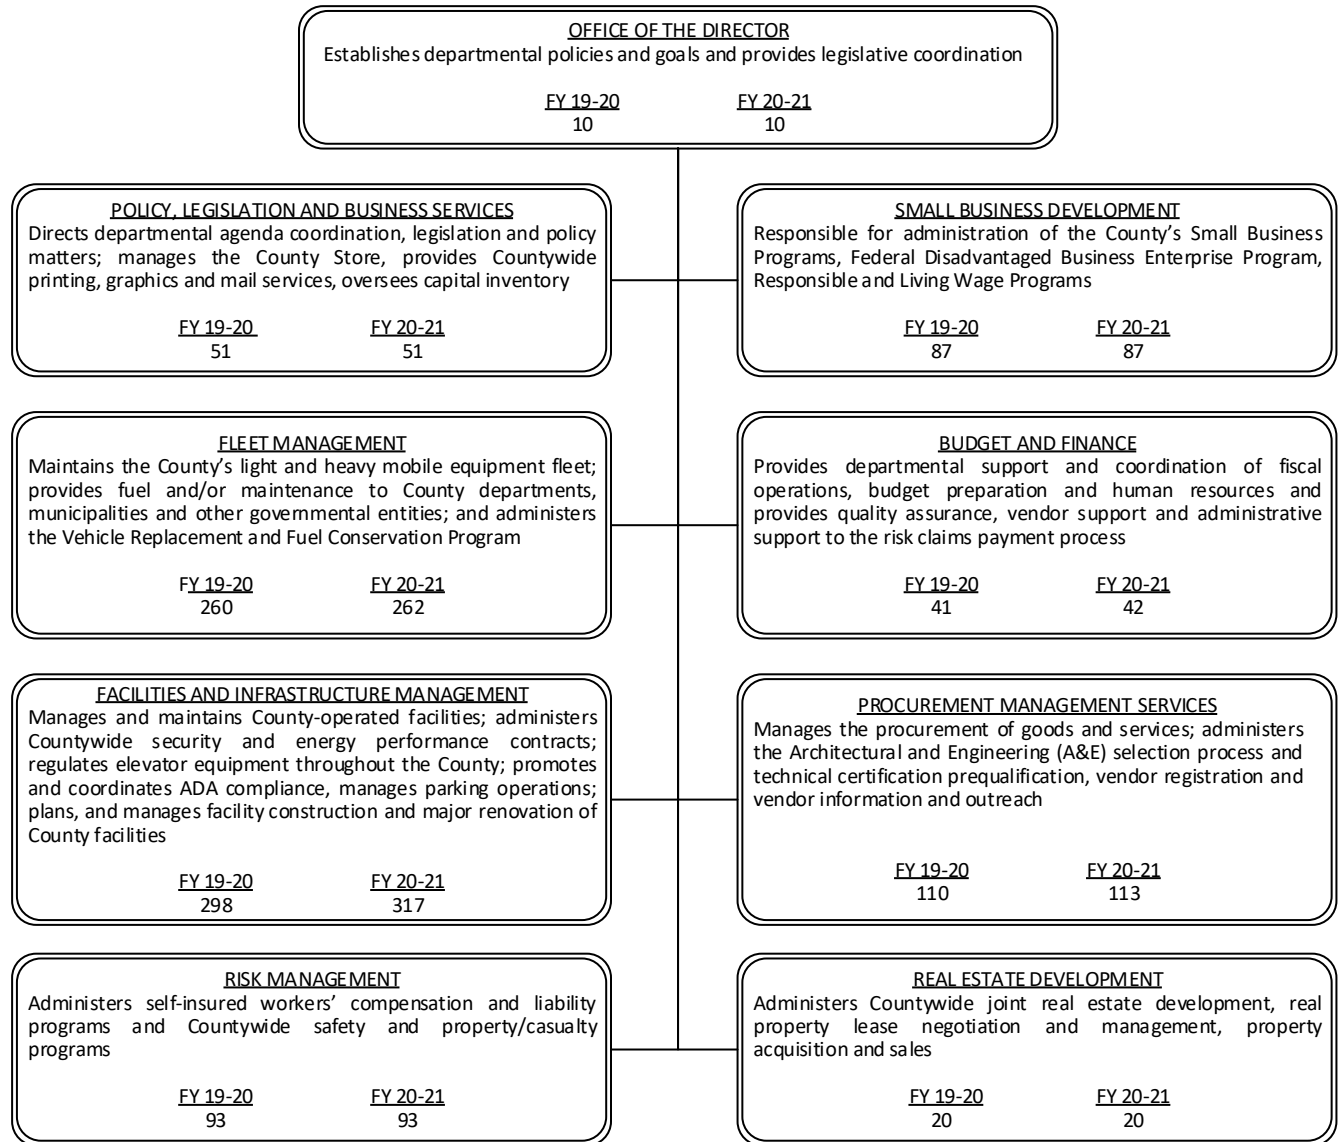 OFFICE OF THE DIRECTOR
Establishes departmental policies and goals and provides legislative coordination
FY 19-20 FY 20-21
10 10
POLICY, LEGISLATION AND BUSINESS SERVICES
Directs departmental agenda coordination, legislation and policy
matters; manages the County Store, provides Countywide
printing, graphics and mail services, oversees capital inventory
FY 19-20 FY 20-21
51 51
SMALL BUSINESS DEVELOPMENT
Responsible for administration of the County's Small Business
Programs, Federal Disadvantaged Business Enterprise Program,
Responsible and Living Wage Programs
FY 19-20 FY 20-21
87 87
FLEET MANAGEMENT
Maintains the County's light and heavy mobile equipment fleet;
provides fuel and/or maintenance to County departments,
municipalities and other governmental entities; and administers
the Vehicle Replacement and Fuel Conservation Program
FY 19-20 FY 20-21
260 262
BUDGET AND FINANCE
Provides departmental support and coordination of fiscal
operations, budget preparation and human resources and
provides quality assurance, vendor support and administrative
support to the risk claims payment process
FY 19-20 FY 20-21
41 42
FACILITIES AND INFRASTRUCTURE MANAGEMENT
Manages and maintains County-operated facilities; administers
Countywide security and energy performance contracts;
regulates elevator equipment throughout the County; promotes
and coordinates ADA compliance, manages parking operations;
plans, and manages facility construction and major renovation of
County facilities
FY 19-20 FY 20-21
298 317
PROCUREMENT MANAGEMENT SERVICES
Manages the procurement of goods and services; administers
the Architectural and Engineering (A&E) selection process and
technical certification prequalification, vendor registration and
vendor information and outreach
FY 19-20 FY 20-21
110 113
RISK MANAGEMENT
Administers self-insured workers' compensation and liability
programs and Countywide safety and property/casualty
programs
FY 19-20 FY 20-21
93 93
REAL ESTATE DEVELOPMENT
Administers Countywide joint real estate development, real
property lease negotiation and management, property
acquisition and sales
FY 19-20 FY 20-21
20 20